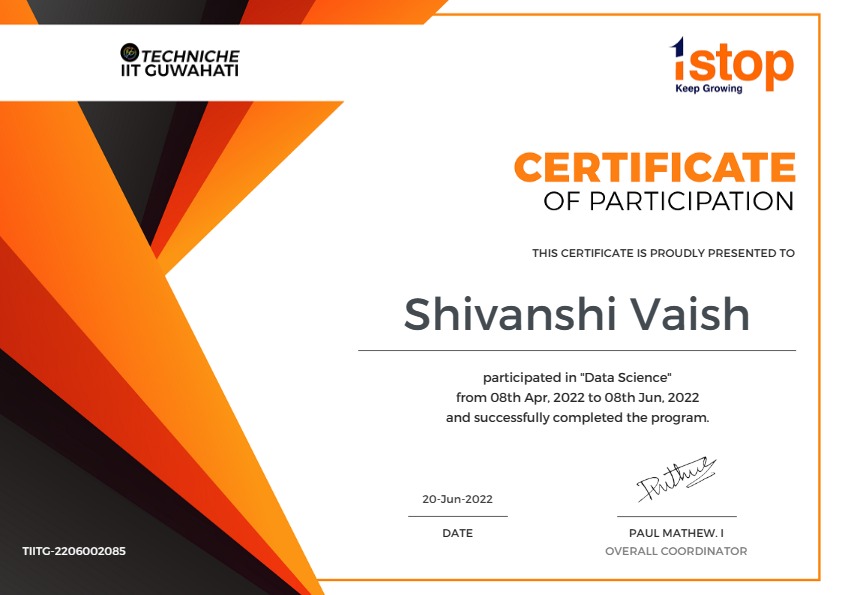 TECHNICHE
IIT GUWAHATI
1stop
Keep Growing
CERTIFICATE
OF PARTICIPATION
THIS CERTIFICATE IS PROUDLY PRESENTED TO
Shivanshi Vaish
participated in "Data Science"
from 08th Apr, 2022 to 08th Jun, 2022
and successfully completed the program.
20-Jun-2022
DATE
PAUL MATHEW. I
OVERALL COORDINATOR
TIITG-2206002085